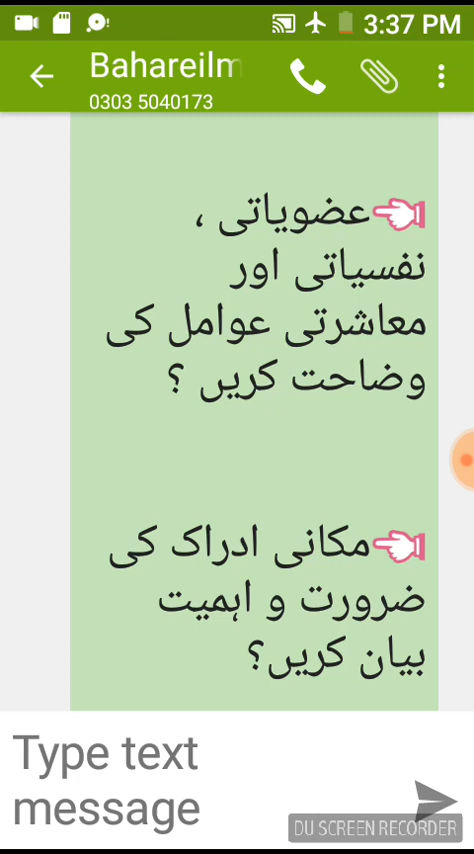 3:37 PM
Bahareilm
0303 5040173
عضویاتی ،
نفسیاتی اور
معاشرتی عوامل کی
وضاحت کریں ؟
مکانی ادراک کی
ضرورت و اہمیت
بیان کریں؟
Type text
message
DU SCREEN RECORDER